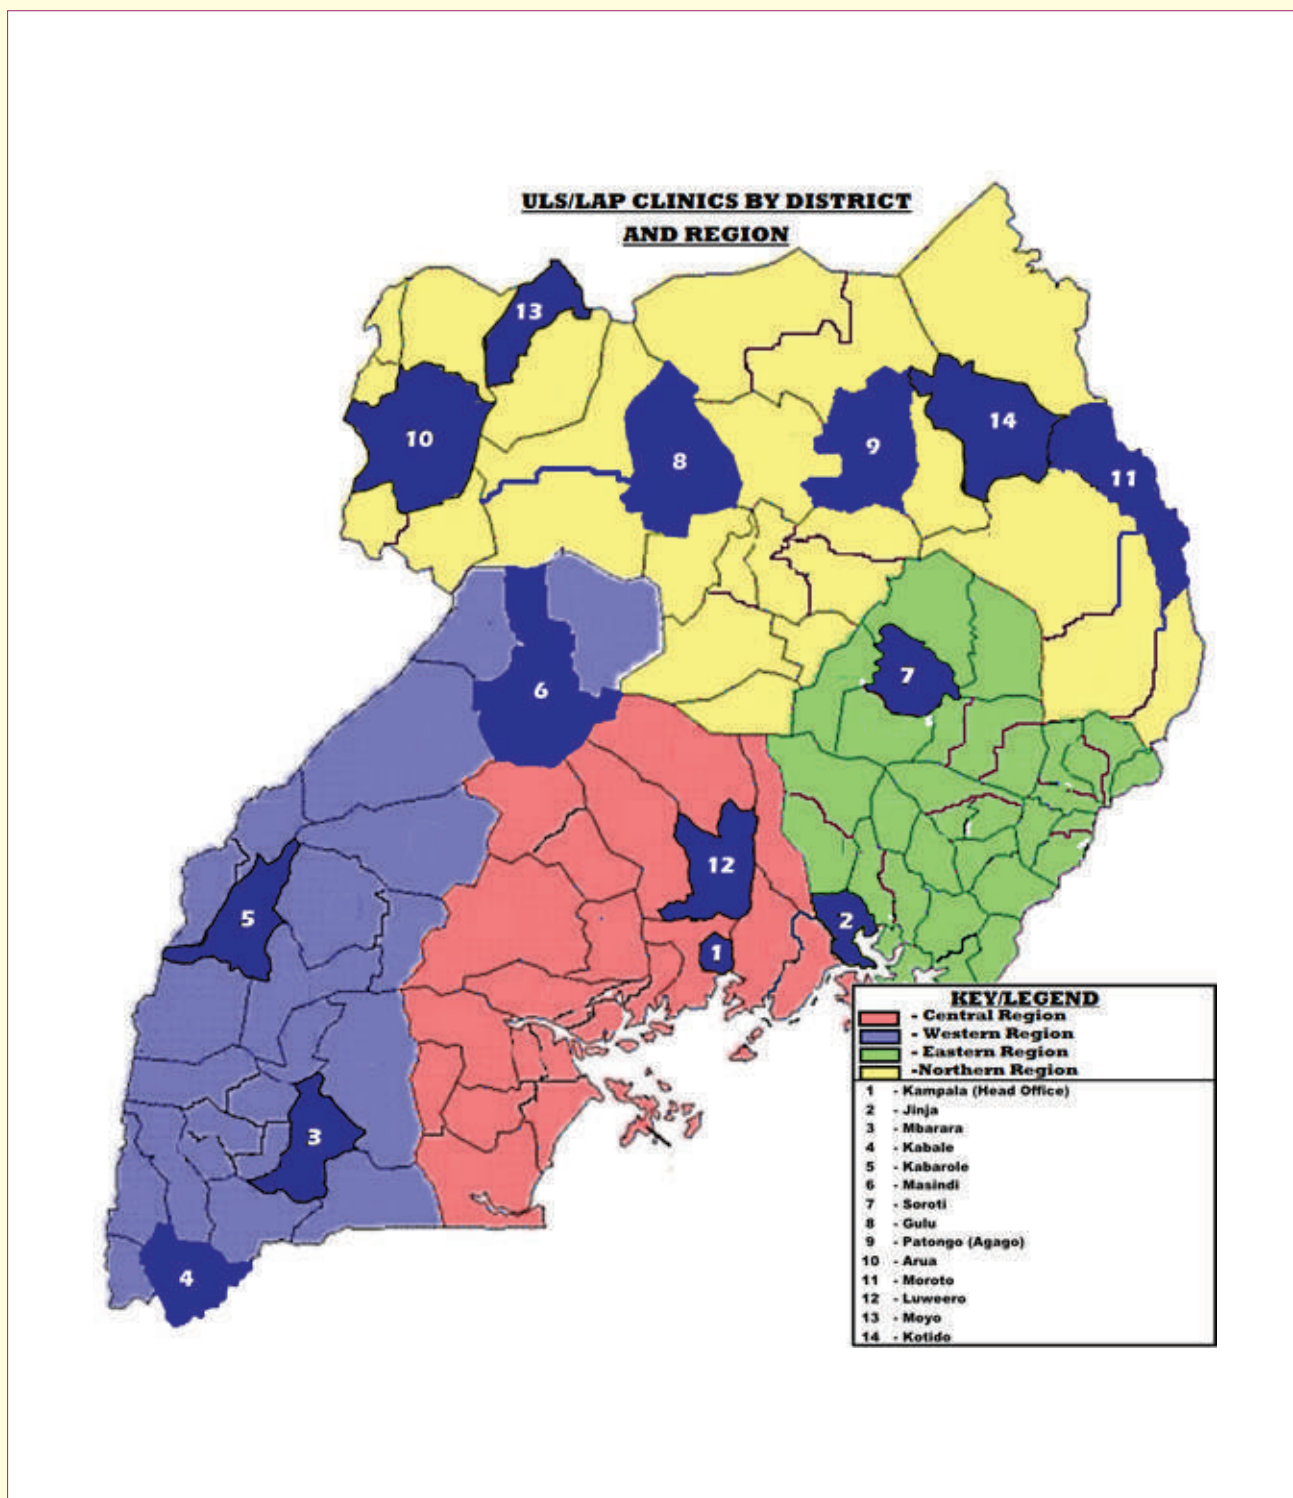 ULS/LAP CLINICS BY DISTRICT
AND REGION
13
10
8
9
14
11
6
7
12
5
2
1
3
4
KEY/LEGEND
- Central Region
- Western Region
- Eastern Region
-Northern Region
1 - Kampala (Head Office)
2 - Jinja
3 - Mbarara
4 - Kabale
5 - Kabarole
6 - Masindi
7 - Soroti
8 - Gulu
9 - Patongo (Agago)
10 - Arua
11 - Moroto
12 - Luweero
13 - Moyo
14 - Kotido